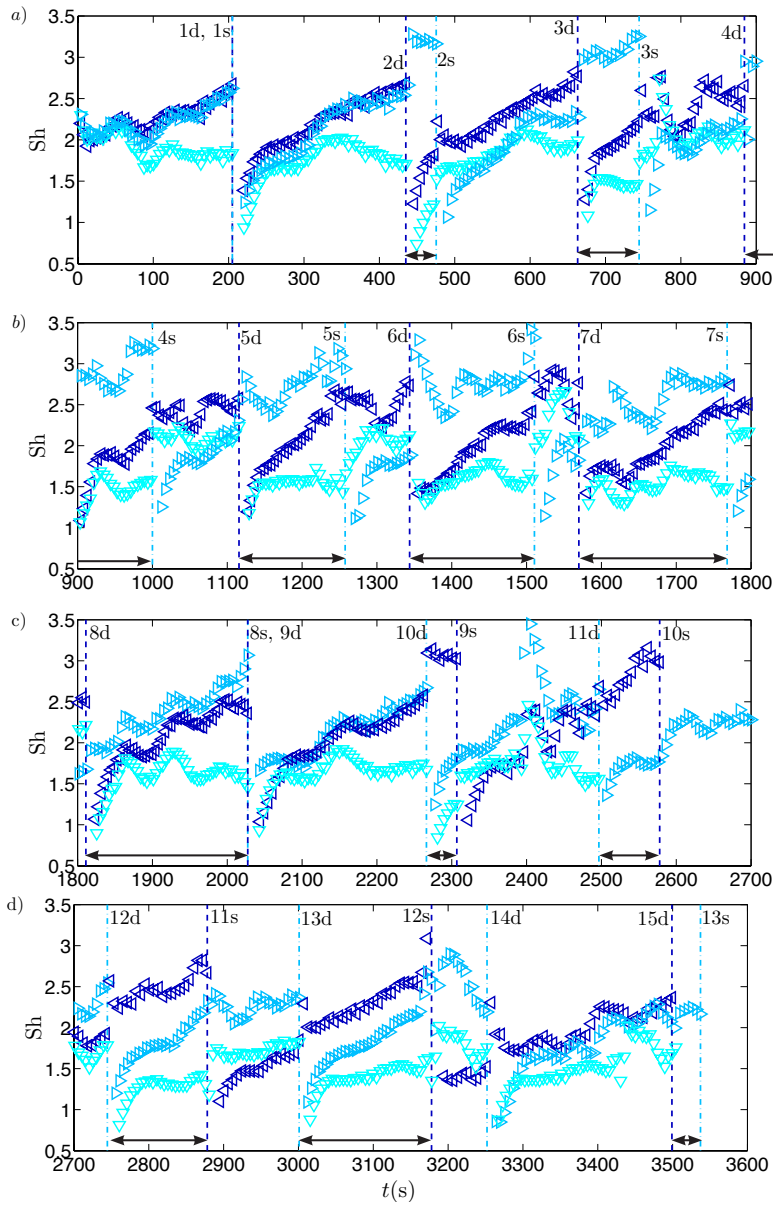 a)
1d, 1s
2d
2s
3d
3s
4d
3.5
3
2.5
2
1.5
1
0.5
Sh
0 100 200 300 400 500 600 700 800 900
b)
4s
5d
5s
6d
6s
7d
7s
3.5
3
2.5
2
1.5
1
0.5
Sh
900 1000 1100 1200 1300 1400 1500 1600 1700 1800
c)
8d
8s, 9d
10d
9s
11d
10s
3.5
3
2.5
2
1.5
1
0.5
Sh
1800 1900 2000 2100 2200 2300 2400 2500 2600 2700
d)
12d
11s
13d
12s
14d
15d
13s
3.5
3
2.5
2
1.5
1
0.5
Sh
2700 2800 2900 3000 3100 3200 3300 3400 3500 3600
t(s)